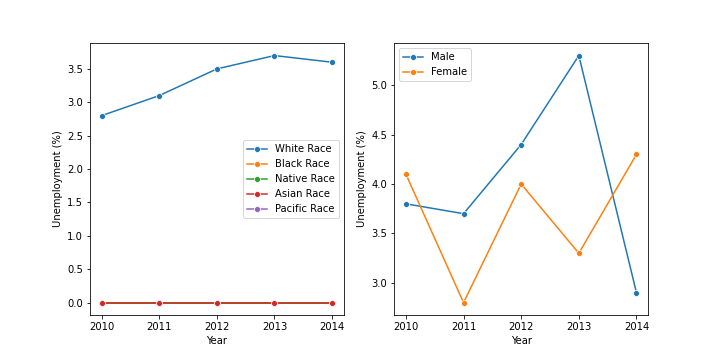 Unemployment (%)
3.5
3.0
2.5
2.0
1.5
1.0
0.5
0.0
White Race
Black Race
Native Race
Asian Race
Pacific Race
2010 2011 2012 2013 2014
Year
Unemployment (%)
5.0
4.5
4.0
3.5
3.0
Male
Female
2010 2011 2012 2013 2014
Year